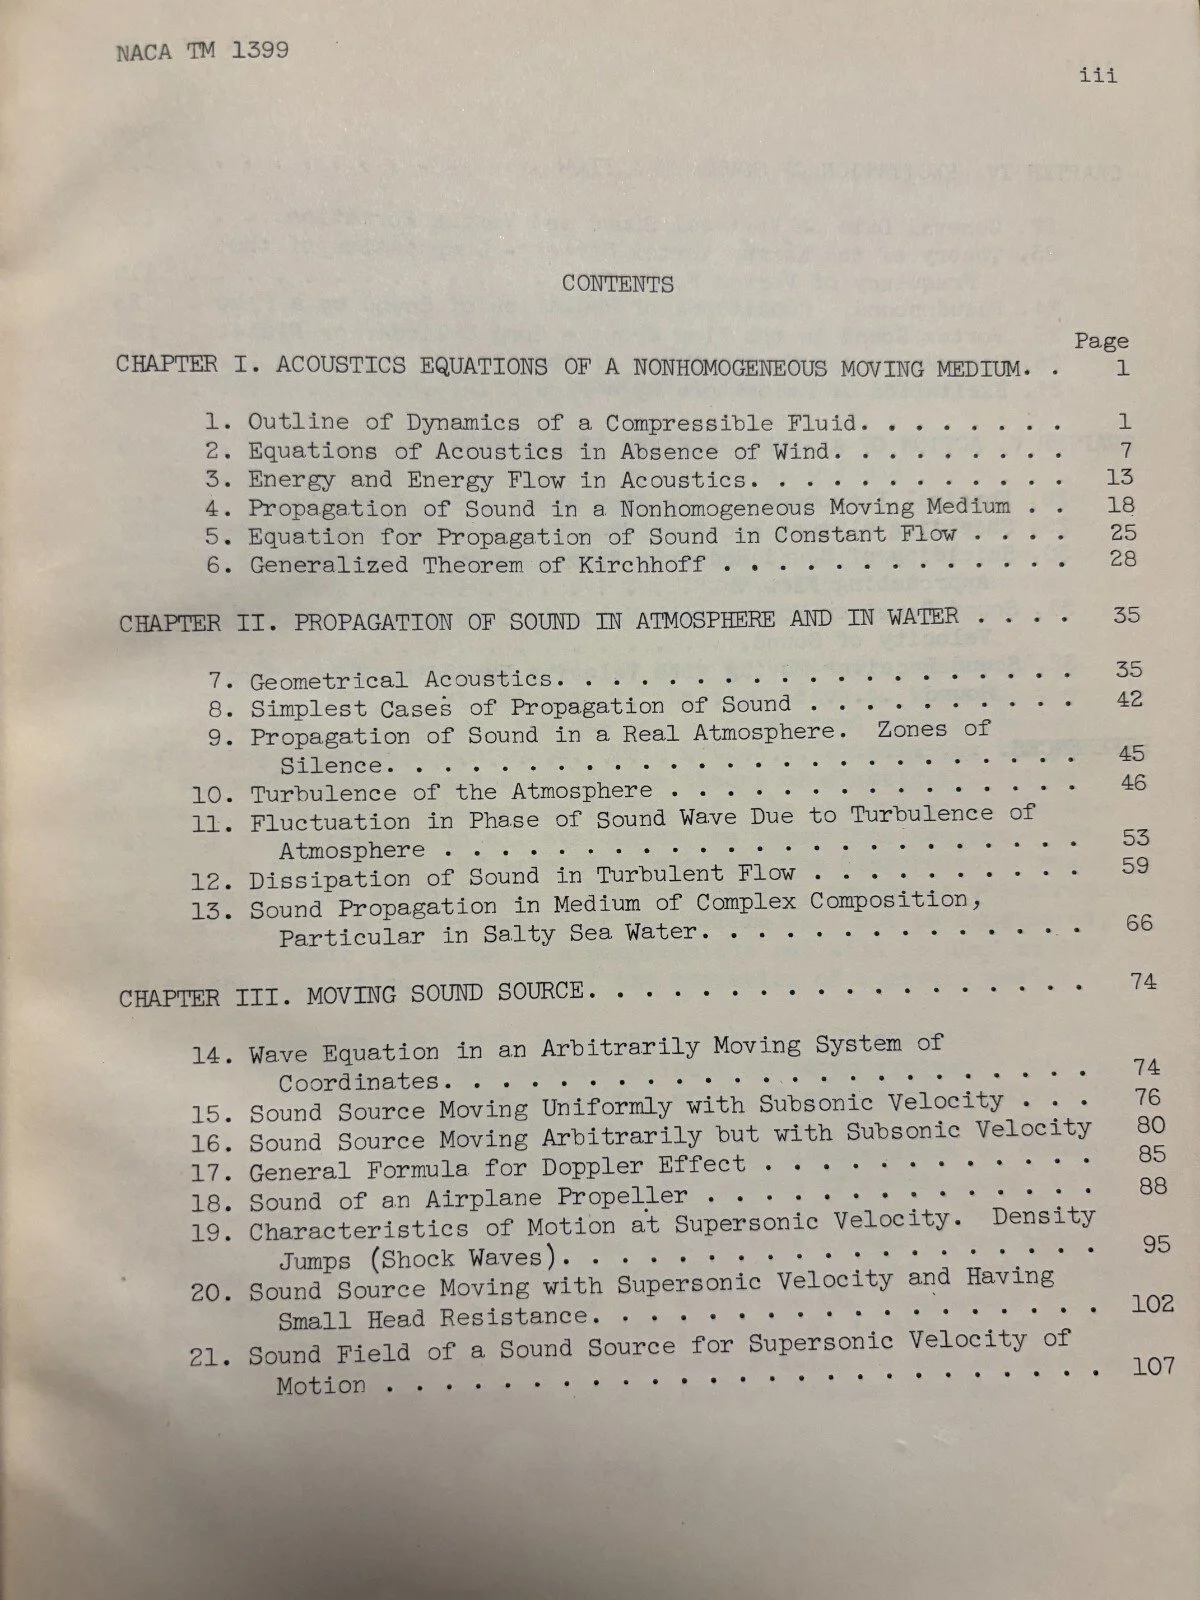 NACA TM 1399
iii
CONTENTS
Page
CHAPTER I. ACOUSTICS EQUATIONS OF A NONHOMOGENEOUS MOVING MEDIUM. . 1
1. Outline of Dynamics of a Compressible Fluid. . . . . . . . 1
2. Equations of Acoustics in Absence of Wind. . . . . . . . . 7
3. Energy and Energy Flow in Acoustics. . . . . . . . . . . . 13
4. Propagation of Sound in a Nonhomogeneous Moving Medium . . 18
5. Equation for Propagation of Sound in Constant Flow . . . . 25
6. Generalized Theorem of Kirchhoff . . . . . . . . . . . . . 28
CHAPTER II. PROPAGATION OF SOUND IN ATMOSPHERE AND IN WATER . . . . 35
7. Geometrical Acoustics. . . . . . . . . . . . . . . . . . . 35
8. Simplest Cases of Propagation of Sound . . . . . . . . . . 42
9. Propagation of Sound in a Real Atmosphere. Zones of
Silence. . . . . . . . . . . . . . . . . . . . . . . . . 45
10. Turbulence of the Atmosphere . . . . . . . . . . . . . . . 46
11. Fluctuation in Phase of Sound Wave Due to Turbulence of
Atmosphere . . . . . . . . . . . . . . . . . . . . . . . 53
12. Dissipation of Sound in Turbulent Flow . . . . . . . . . . 59
13. Sound Propagation in Medium of Complex Composition,
Particular in Salty Sea Water. . . . . . . . . . . . . . 66
CHAPTER III. MOVING SOUND SOURCE. . . . . . . . . . . . . . . . . . 74
14. Wave Equation in an Arbitrarily Moving System of
Coordinates. . . . . . . . . . . . . . . . . . . . . . . 74
15. Sound Source Moving Uniformly with Subsonic Velocity . . . 76
16. Sound Source Moving Arbitrarily but with Subsonic Velocity 80
17. General Formula for Doppler Effect . . . . . . . . . . . . 85
18. Sound of an Airplane Propeller . . . . . . . . . . . . . . 88
19. Characteristics of Motion at Supersonic Velocity. Density
Jumps (Shock Waves). . . . . . . . . . . . . . . . . . . 95
20. Sound Source Moving with Supersonic Velocity and Having
Small Head Resistance. . . . . . . . . . . . . . . . . . 102
21. Sound Field of a Sound Source for Supersonic Velocity of
Motion . . . . . . . . . . . . . . . . . . . . . . . . . 107